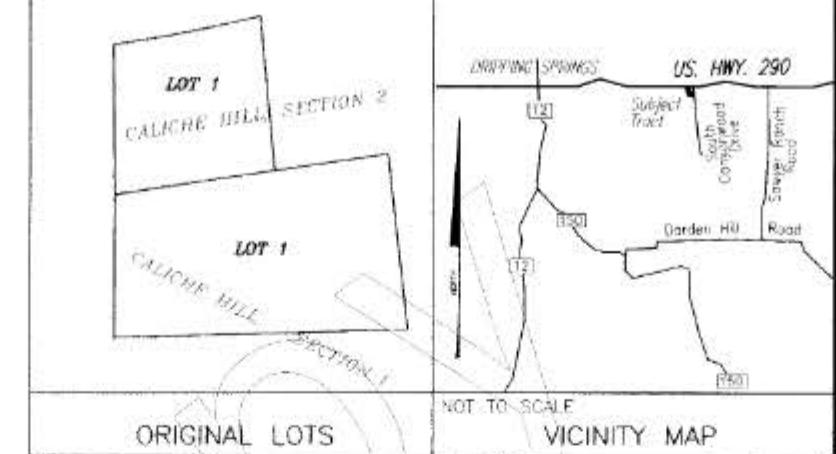 LOT 1
CALICHE HILL, SECTION 2
LOT 1
CALICHE HILL
SECTION 1
ORIGINAL LOTS
DRIPPING SPRINGS
US. HWY. 290
12
Subject
Tract
South
Drive
Sawyer Ranch
Road
150
Darden Hill Road
12
NORTH
150
NOT TO SCALE
VICINITY MAP